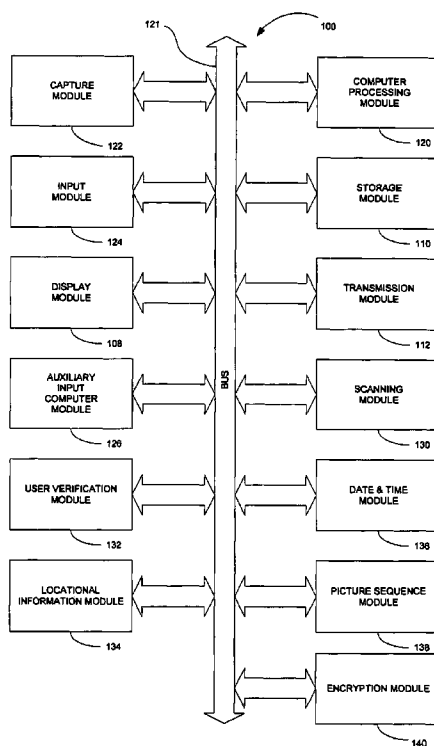 121
100
CAPTURE
MODULE
122
COMPUTER
PROCESSING
MODULE
120
INPUT
MODULE
124
STORAGE
MODULE
110
DISPLAY
MODULE
108
TRANSMISSION
MODULE
112
AUXILIARY
INPUT
COMPUTER
MODULE
126
BUS
SCANNING
MODULE
130
USER VERIFICATION
MODULE
132
DATE & TIME
MODULE
136
LOCATIONAL
INFORMATION MODULE
134
PICTURE SEQUENCE
MODULE
138
ENCRYPTION MODULE
140